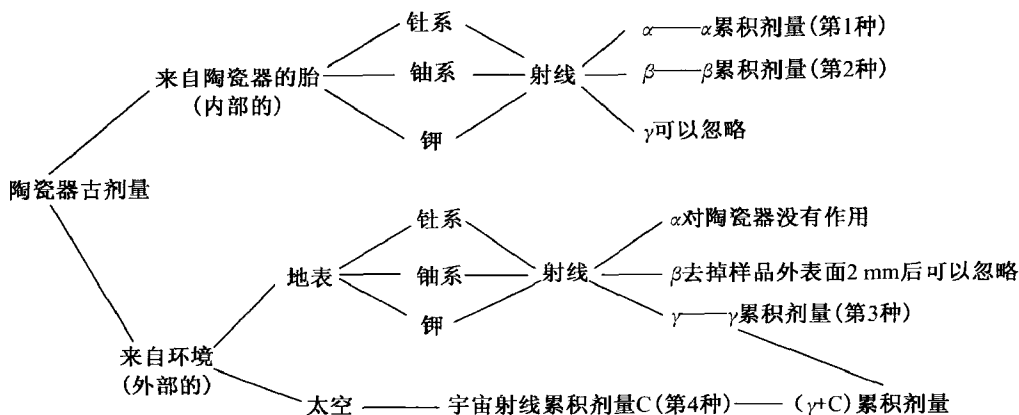 钍系
α——α累积剂量(第1种)
来自陶瓷器的胎
(内部的)
铀系
射线
β——β累积剂量(第2种)
钾
γ可以忽略
陶瓷器古剂量
钍系
α对陶瓷器没有作用
地表
铀系
射线
β去掉样品外表面2 mm后可以忽略
钾
γ——γ累积剂量(第3种)
来自环境
(外部的)
太空——宇宙射线累积剂量C(第4种)——(γ+C)累积剂量